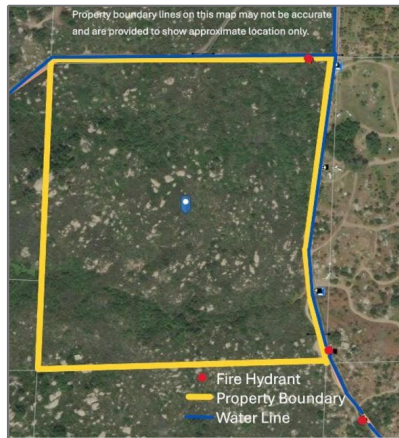 Property boundary lines on this map may not be accurate
and are provided to show approximate location only.
Fire Hydrant
Property Boundary
Water Line